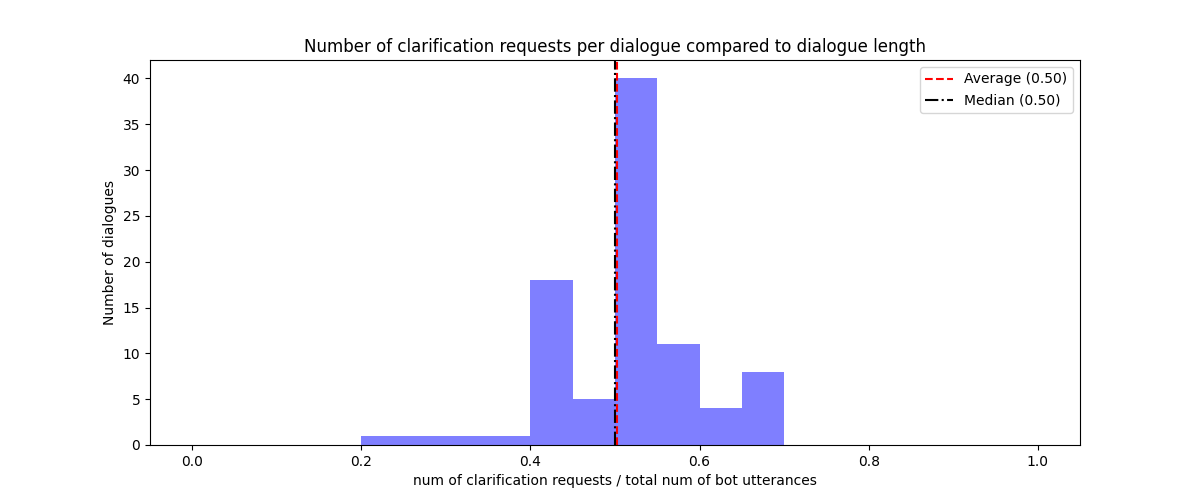 Number of clarification requests per dialogue compared to dialogue length
Average (0.50)
Median (0.50)
Number of dialogues
40
35
30
25
20
15
10
5
0
0.0 0.2 0.4 0.6 0.8 1.0
num of clarification requests / total num of bot utterances